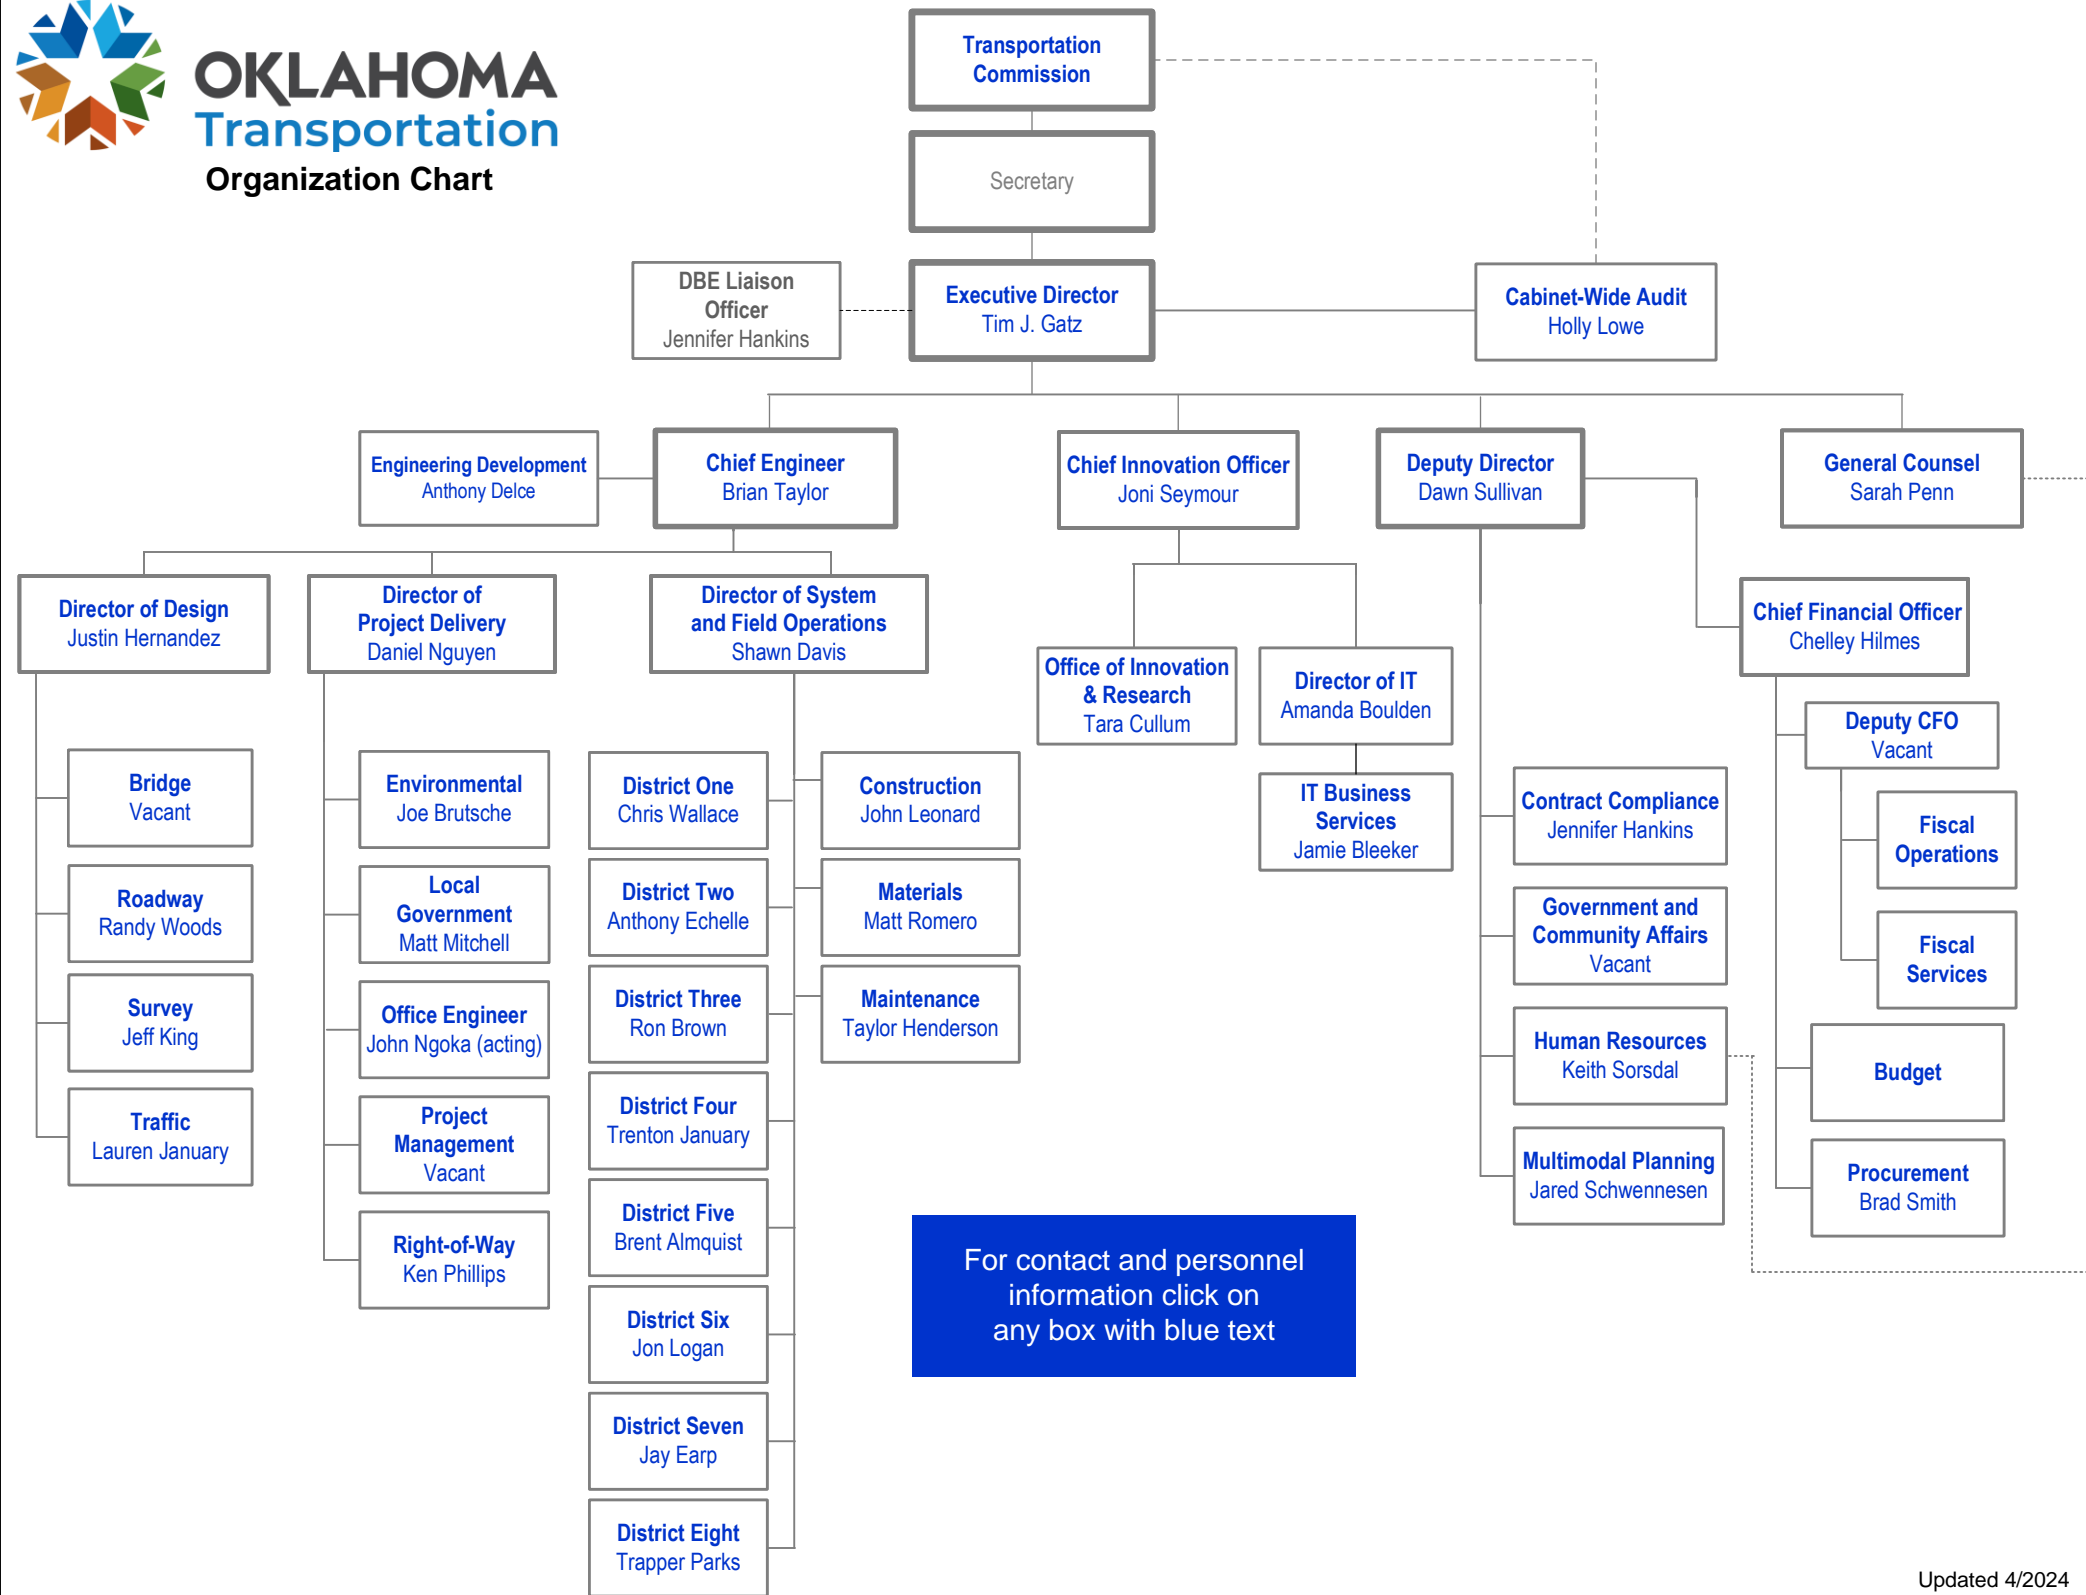 OKLAHOMA
Transportation
Organization Chart
Transportation
Commission
Secretary
DBE Liaison
Officer
Jennifer Hankins
Executive Director
Tim J. Gatz
Cabinet-Wide Audit
Holly Lowe
Engineering Development
Anthony Delce
Chief Engineer
Brian Taylor
Chief Innovation Officer
Joni Seymour
Deputy Director
Dawn Sullivan
General Counsel
Sarah Penn
Director of Design
Justin Hernandez
Director of
Project Delivery
Daniel Nguyen
Director of System
and Field Operations
Shawn Davis
Chief Financial Officer
Chelley Hilmes
Office of Innovation
& Research
Tara Cullum
Director of IT
Amanda Boulden
IT Business
Services
Jamie Bleeker
Deputy CFO
Vacant
Bridge
Vacant
Roadway
Randy Woods
Survey
Jeff King
Traffic
Lauren January
Environmental
Joe Brutsche
Local
Government
Matt Mitchell
Office Engineer
John Ngoka (acting)
Project
Management
Vacant
Right-of-Way
Ken Phillips
District One
Chris Wallace
District Two
Anthony Echelle
District Three
Ron Brown
District Four
Trenton January
District Five
Brent Almquist
District Six
Jon Logan
District Seven
Jay Earp
District Eight
Trapper Parks
Construction
John Leonard
Materials
Matt Romero
Maintenance
Taylor Henderson
Contract Compliance
Jennifer Hankins
Government and
Community Affairs
Vacant
Human Resources
Keith Sorsdal
Multimodal Planning
Jared Schwennesen
Fiscal
Operations
Fiscal
Services
Budget
Procurement
Brad Smith
For contact and personnel
information click on
any box with blue text
Updated 4/2024